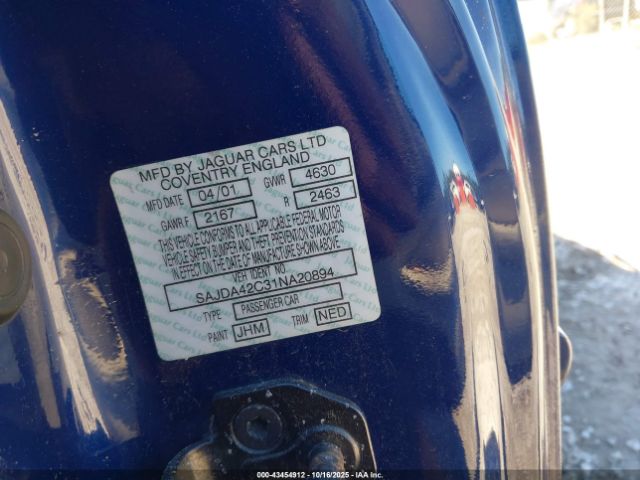 MFD BY JAGUAR CARS LTD
COVENTRY ENGLAND
MFD DATE 04/01 GVWR 4630
GAWR.F 2167 R 2463
THIS VEHICLE CONFORMS TO ALL APPLICABLE FEDERAL MOTOR
VEHICLE SAFETY BUMPER AND THEFT PREVENTION STANDARDS
IN EFFECT ON THE DATE OF MANUFACTURE SHOWN ABOVE
VEH IDENT NO.
SAJDA42C31NA20894
TYPE PASSENGER CAR
PAINT JHM TRIM NED
00-43454912 - 10/16/2025 - IAA Inc.